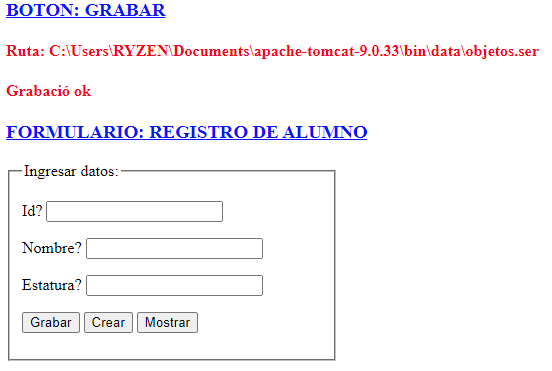 BOTON: GRABAR
Ruta: C:\Users\RYZEN\Documents\apache-tomcat-9.0.33\bin\data\objetos.ser
Grabació ok
FORMULARIO: REGISTRO DE ALUMNO
Ingresar datos:
Id?
Nombre?
Estatura?
Grabar Crear Mostrar